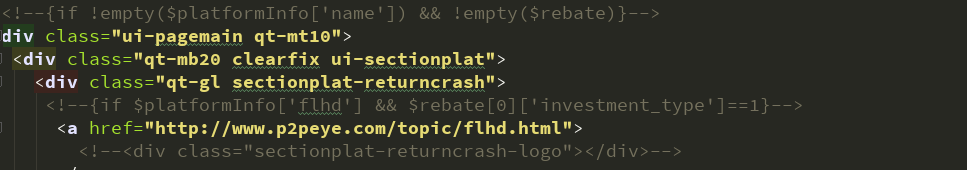 <!--{if !empty($platformInfo['name']) && !empty($rebate)}-->
div class="ui-pagemain qt-mt10">
<div class="qt-mb20 clearfix ui-sectionplat">
<div class="qt-gl sectionplat-returncrash">
<!--{if $platformInfo['flhd'] && $rebate[0]['investment_type']==1}-->
<a href="http://www.p2peye.com/topic/flhd.html">
<!--<div class="sectionplat-returncrash-logo"></div>-->